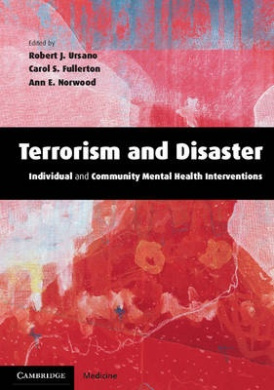 Edited by
Robert J. Ursano
Carol S. Fullerton
Ann E. Norwood
Terrorism and Disaster
Individual and Community Mental Health Interventions
CAMBRIDGE
Medicine